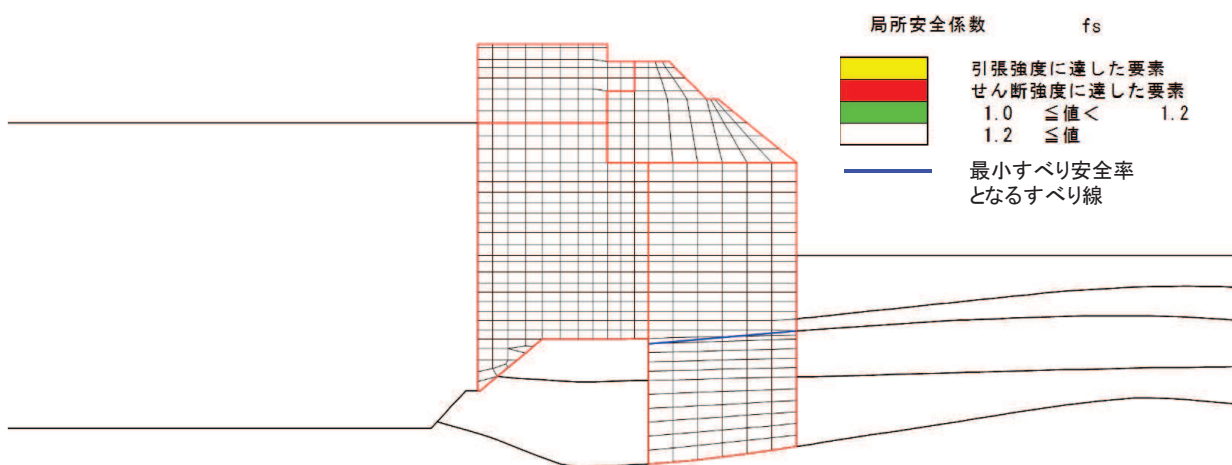 局所安全係数 fs
引張強度に達した要素
せん断強度に達した要素
1.0 ≦値< 1.2
1.2 ≦値
最小すべり安全率
となるすべり線